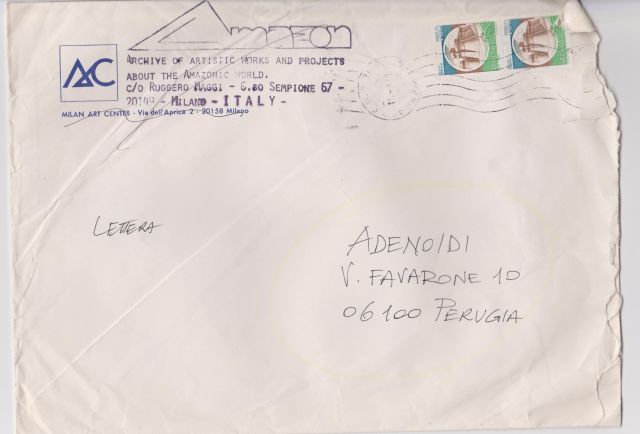 Amazon
Archive of artistic works and projects
about the Amazonic world.
c/o Ruggero Maggi - C.so Sempione 67 -
20149 - Milano - ITALY -
AC
MILAN ART CENTER - Via dell'Aprica 2 - 20158 Milano
LETTERA
ADENOIDI
V. FAVARONE 10
06100 PERUGIA